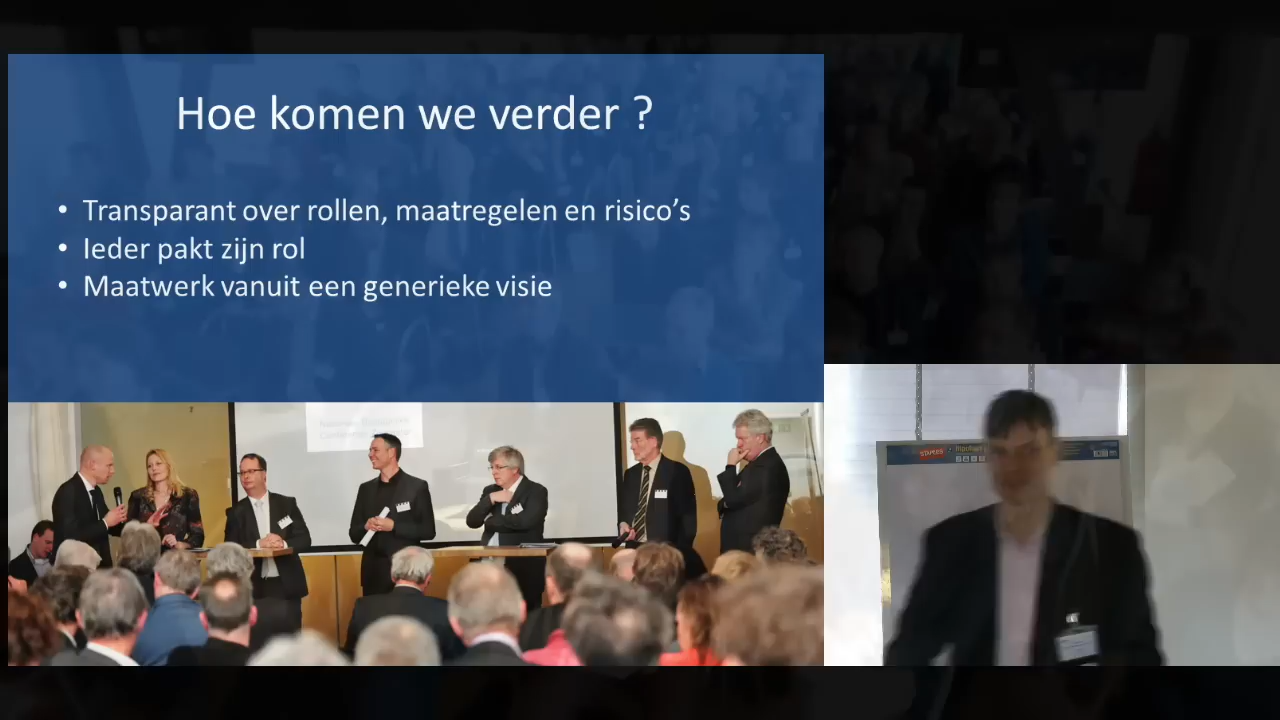 Hoe komen we verder ?
• Transparant over rollen, maatregelen en risico’s
• Ieder pakt zijn rol
• Maatwerk vanuit een generieke visie
STAPLES